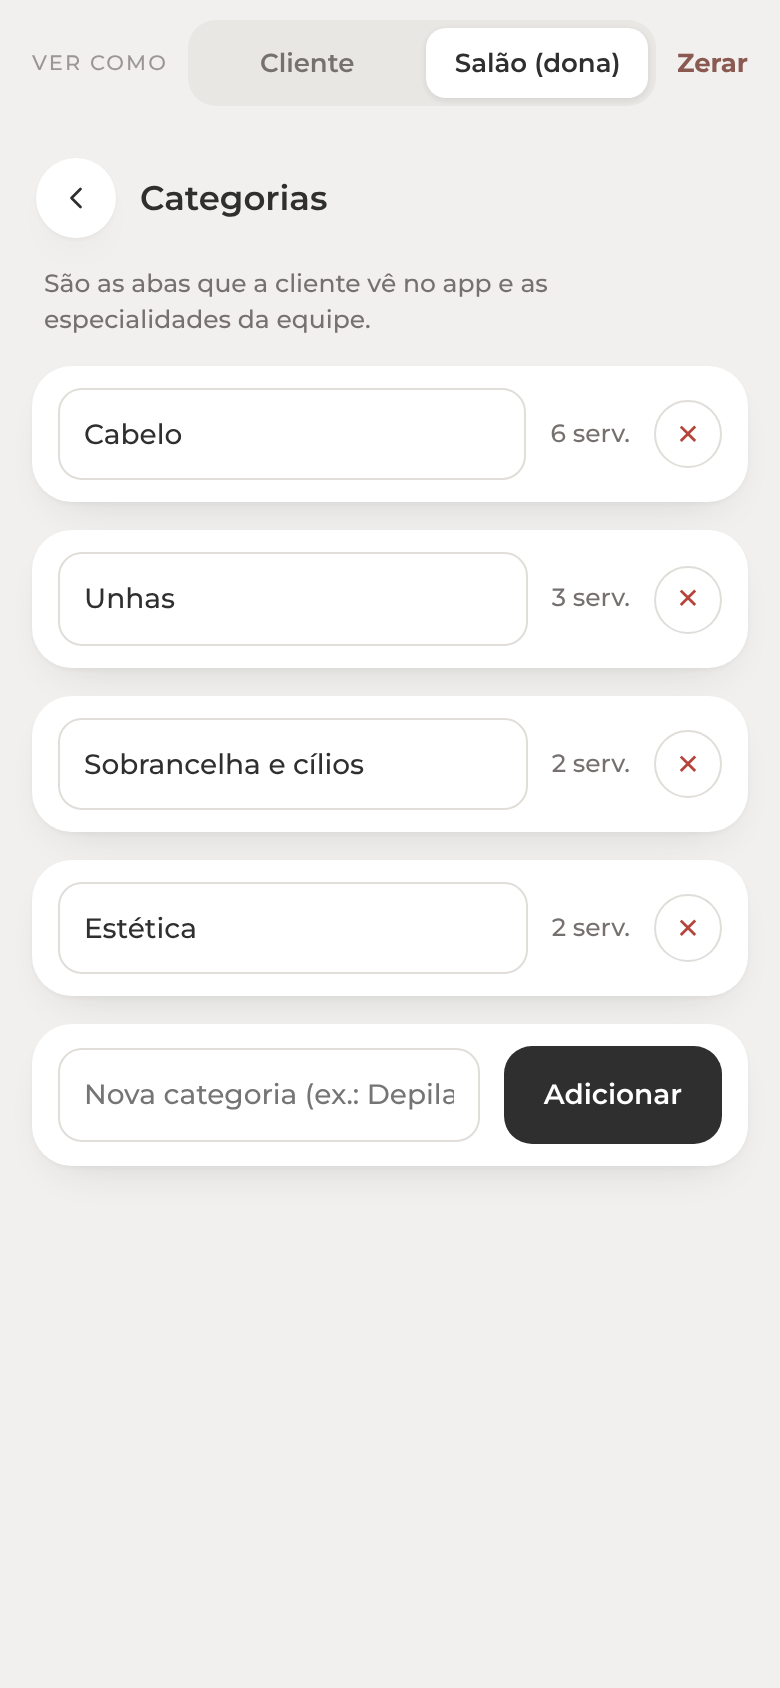 VER COMO Cliente Salão (dona) Zerar
Categorias
São as abas que a cliente vê no app e as
especialidades da equipe.
Cabelo 6 serv. ✕
Unhas 3 serv. ✕
Sobrancelha e cílios 2 serv. ✕
Estética 2 serv. ✕
Nova categoria (ex.: Depila Adicionar